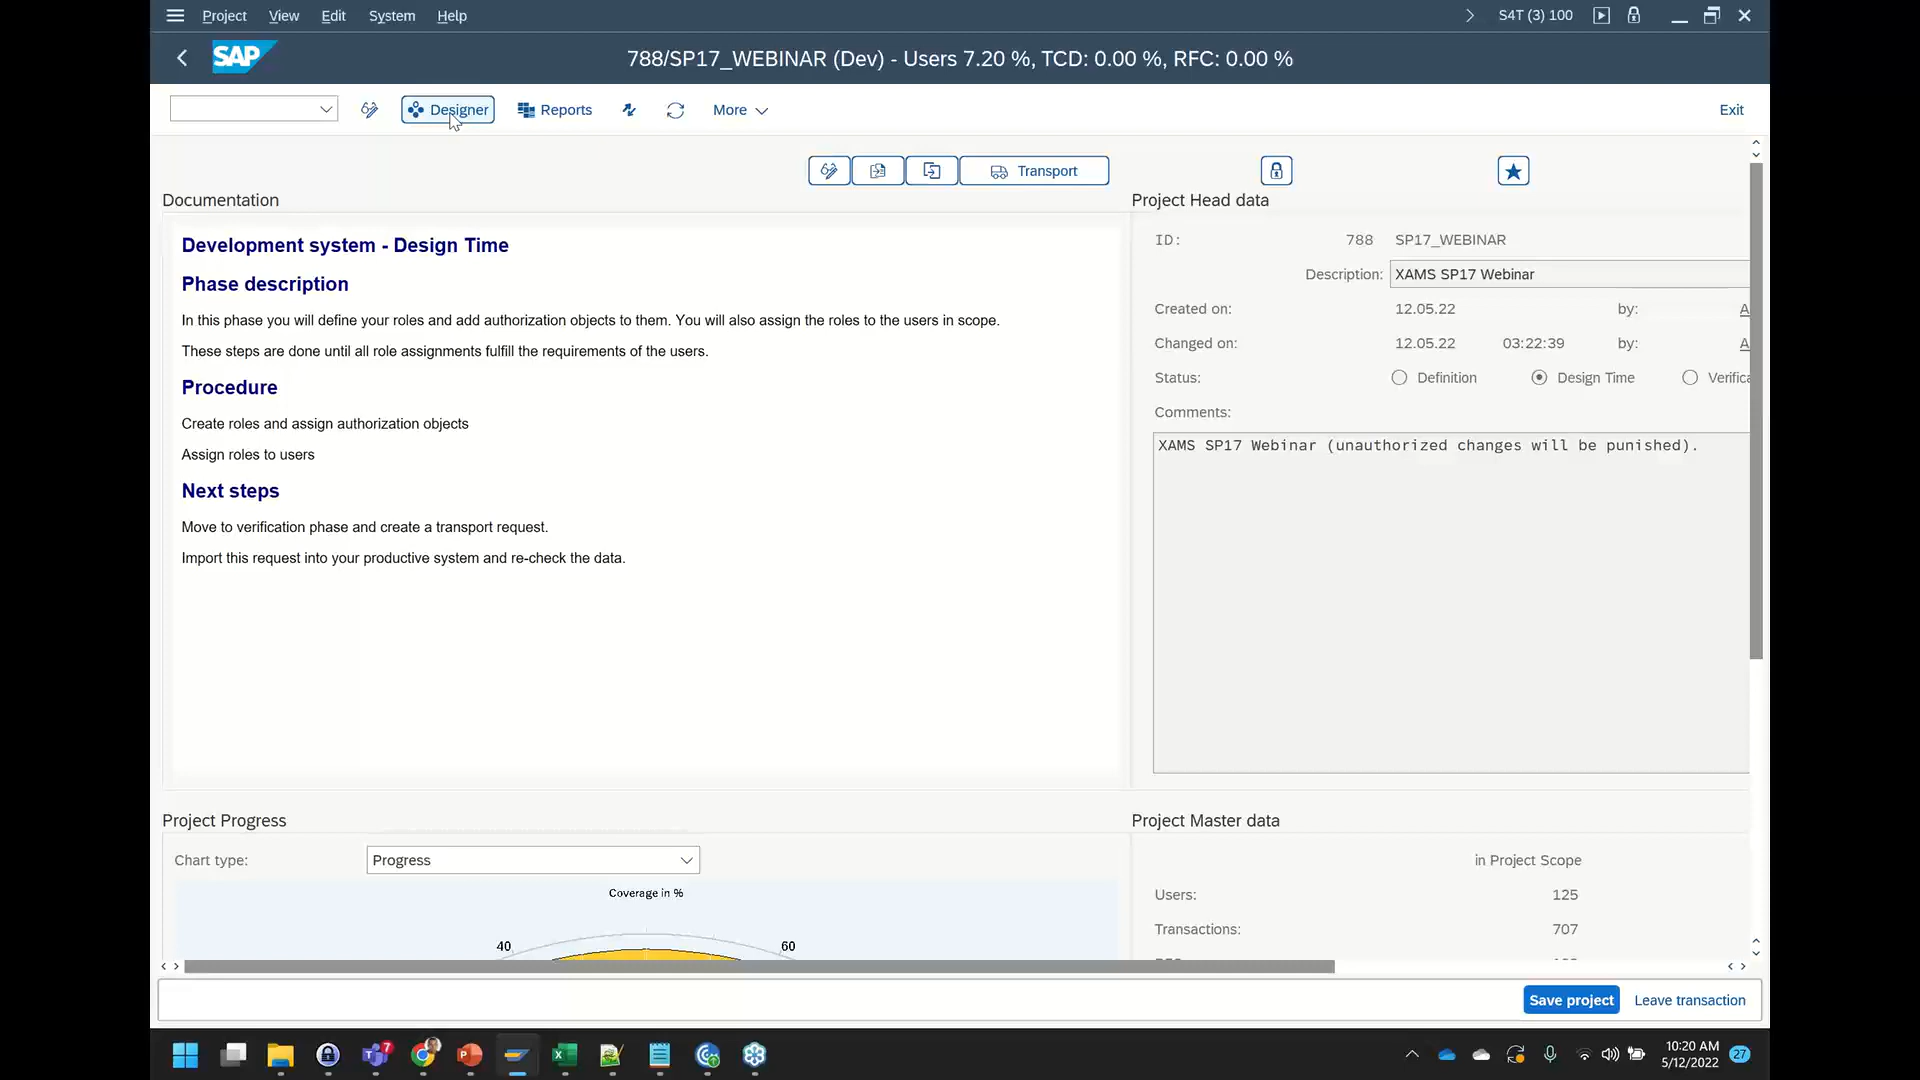 Project View Edit System Help
S4T (3) 100
SAP
788/SP17_WEBINAR (Dev) - Users 7.20 %, TCD: 0.00 %, RFC: 0.00 %
Designer Reports More Exit
Transport
Documentation
Project Head data
Development system - Design Time
Phase description
In this phase you will define your roles and add authorization objects to them. You will also assign the roles to the users in scope.
These steps are done until all role assignments fulfill the requirements of the users.
Procedure
Create roles and assign authorization objects
Assign roles to users
Next steps
Move to verification phase and create a transport request.
Import this request into your productive system and re-check the data.
ID: 788 SP17_WEBINAR
Description: XAMS SP17 Webinar
Created on: 12.05.22 by: A
Changed on: 12.05.22 03:22:39 by: A
Status: Definition Design Time Verifica
Comments:
XAMS SP17 Webinar (unauthorized changes will be punished).
Project Progress
Chart type: Progress
Coverage in %
40 60
Project Master data
in Project Scope
Users: 125
Transactions: 707
Save project Leave transaction
7
10:20 AM
5/12/2022
27